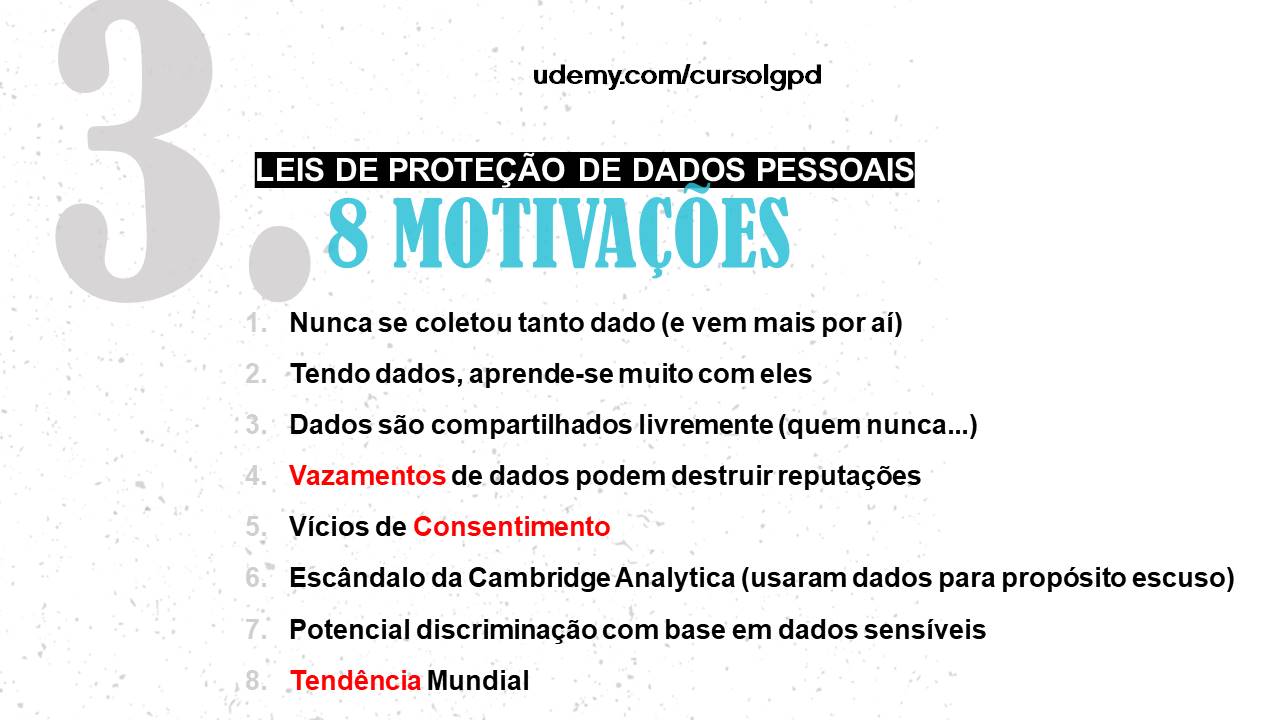 3.
udemy.com/cursolgpd
LEIS DE PROTEÇÃO DE DADOS PESSOAIS
8 MOTIVAÇÕES
1. Nunca se coletou tanto dado (e vem mais por aí)
2. Tendo dados, aprende-se muito com eles
3. Dados são compartilhados livremente (quem nunca...)
4. Vazamentos de dados podem destruir reputações
5. Vícios de Consentimento
6. Escândalo da Cambridge Analytica (usaram dados para propósito escuso)
7. Potencial discriminação com base em dados sensíveis
8. Tendência Mundial